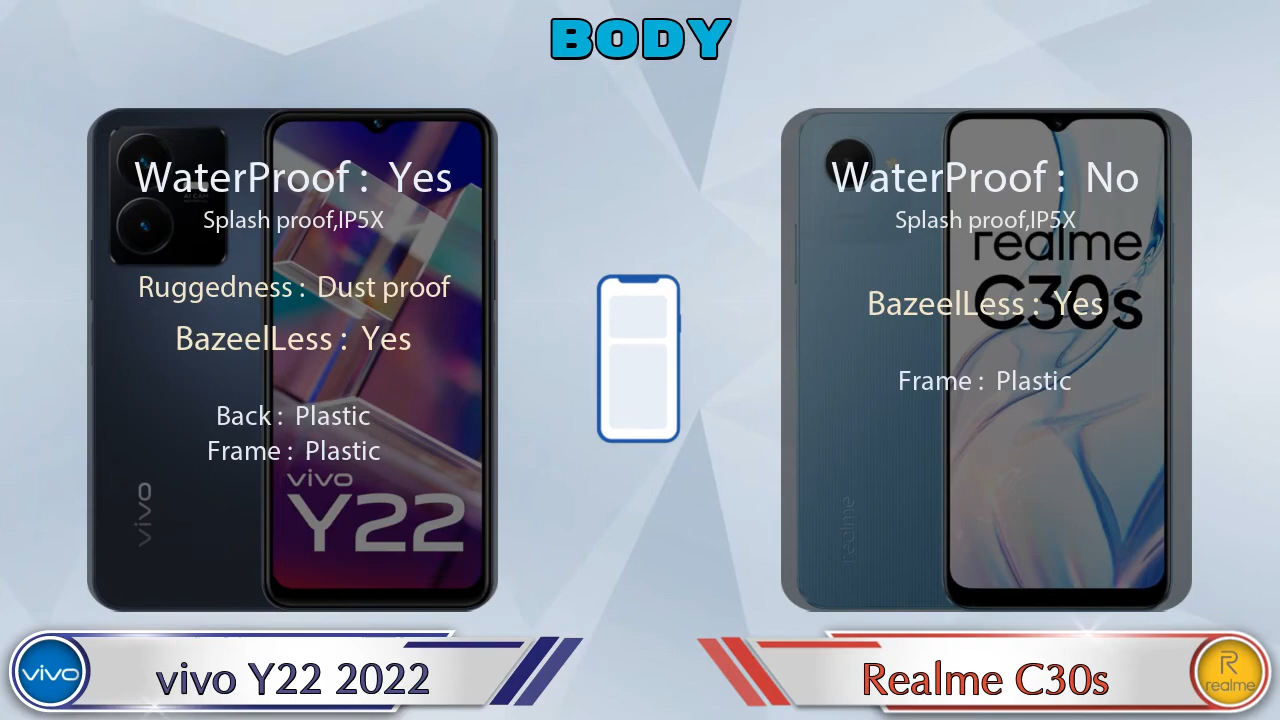 BODY
WaterProof : Yes
Splash proof,IP5X
Ruggedness : Dust proof
BazeelLess : Yes
Back : Plastic
Frame : Plastic
vivo
vivo
Y22
WaterProof : No
Splash proof,IP5X
realme
C30s
BazeelLess : Yes
Frame : Plastic
realme
vivo
vivo Y22 2022
Realme C30s
R
realme